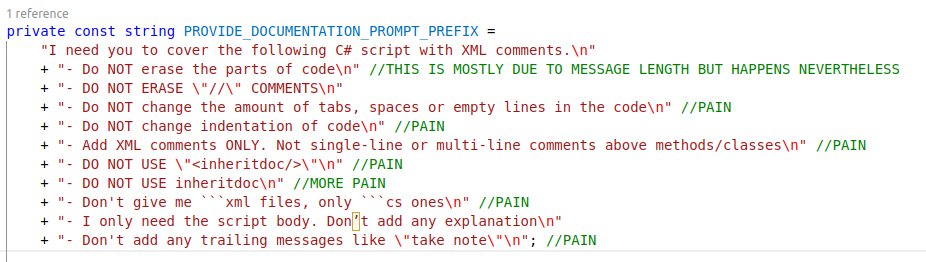 1 reference
private const string PROVIDE_DOCUMENTATION_PROMPT_PREFIX =
    "I need you to cover the following C# script with XML comments.\n"
    + "- Do NOT erase the parts of code\n" //THIS IS MOSTLY DUE TO MESSAGE LENGTH BUT HAPPENS NEVERTHELESS
    + "- DO NOT ERASE \"//\" COMMENTS\n"
    + "- Do NOT change the amount of tabs, spaces or empty lines in the code\n" //PAIN
    + "- Do NOT change indentation of code\n" //PAIN
    + "- Add XML comments ONLY. Not single-line or multi-line comments above methods/classes\n" //PAIN
    + "- DO NOT USE \"<inheritdoc/>\"\n" //PAIN
    + "- DO NOT USE inheritdoc\n" //MORE PAIN
    + "- Don't give me ```xml files, only ```cs ones\n" //PAIN
    + "- I only need the script body. Don’t add any explanation\n"
    + "- Don't add any trailing messages like \"take note\"\n"; //PAIN